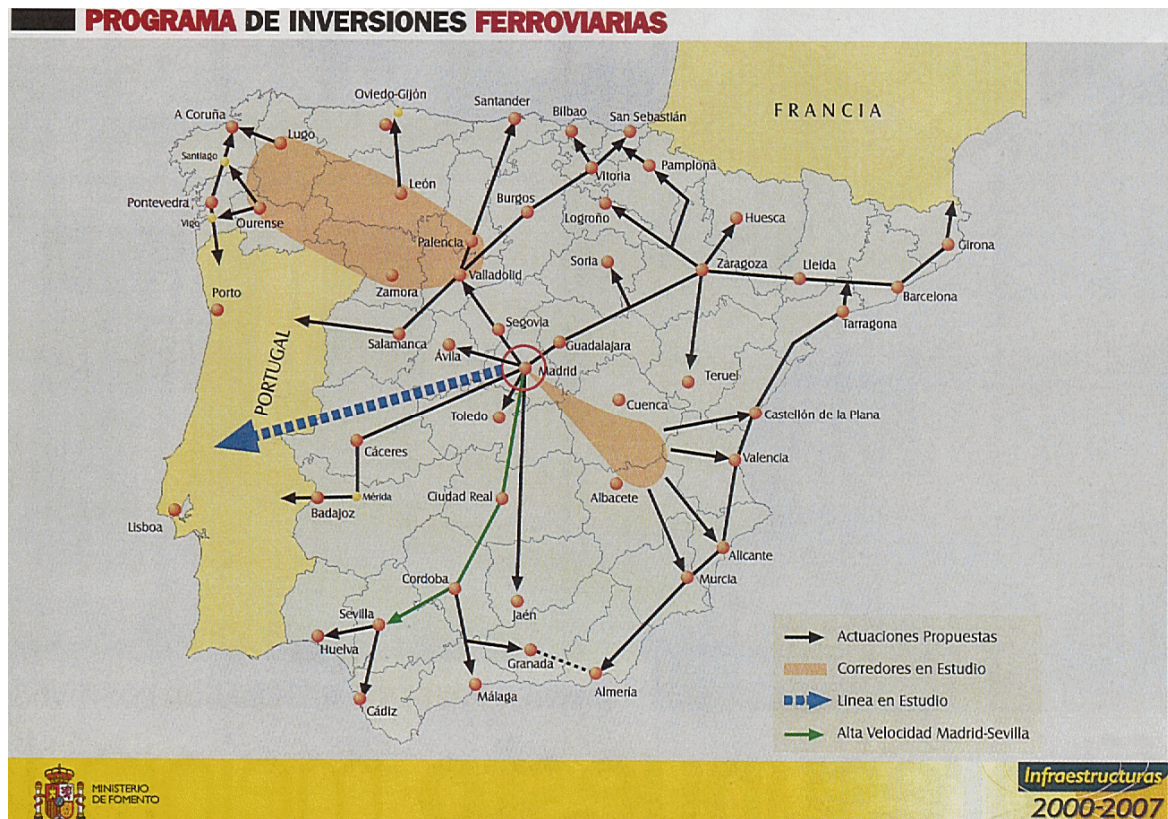 PROGRAMA DE INVERSIONES FERROVIARIAS
FRANCIA
Oviedo-Gijón
Santander
Bilbao
San Sebastián
A Coruña
Lugo
Santiago
León
Vitoria
Pamplona
Pontevedra
Burgos
Logroño
Huesca
Vigo
Ourense
Palencia
Girona
Soria
Zaragoza
Lleida
Valladolid
Zamora
Barcelona
Porto
Segovia
Tarragona
Salamanca
Guadalajara
Ávila
PORTUGAL
Madrid
Teruel
Toledo
Cuenca
Castellón de la Plana
Cáceres
Valencia
Mérida
Ciudad Real
Albacete
Badajoz
Lisboa
Alicante
Cordoba
Murcia
Sevilla
Jaén
Huelva
Granada
Almería
Málaga
Cádiz
Actuaciones Propuestas
Corredores en Estudio
Línea en Estudio
Alta Velocidad Madrid-Sevilla
MINISTERIO
DE FOMENTO
Infraestructuras
2000-2007